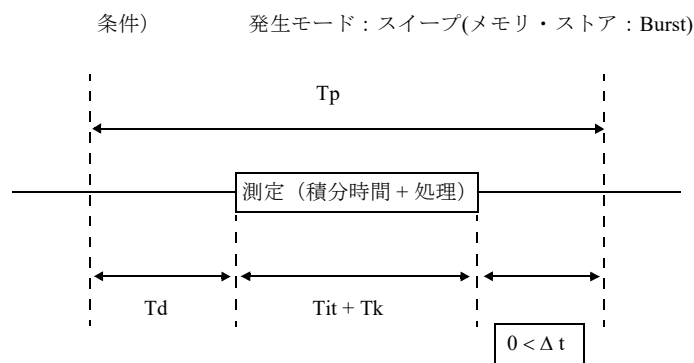 条件） 発生モード : スイープ(メモリ・ストア : Burst)
Tp
測定（積分時間 + 処理）
Td Tit + Tk
0 < Δ t